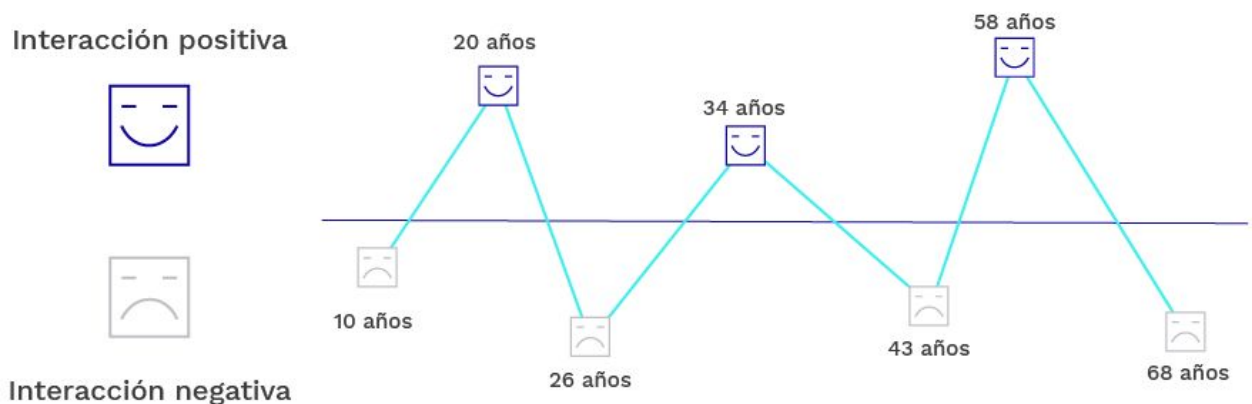 Interacción positiva
Interacción negativa
10 años
20 años
26 años
34 años
43 años
58 años
68 años